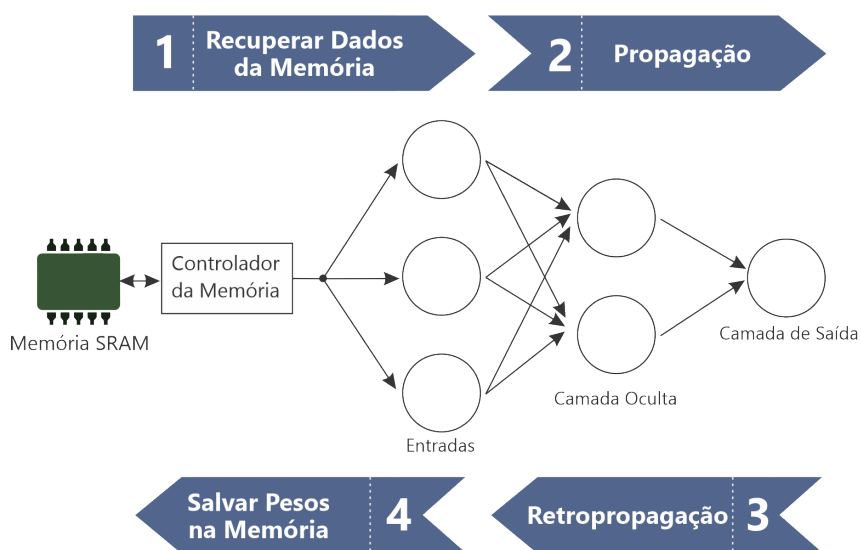 1
Recuperar Dados
da Memória
2
Propagação
Controlador
da Memória
Memória SRAM
Camada de Saída
Camada Oculta
Entradas
Salvar Pesos
na Memória
4
Retropropagação
3